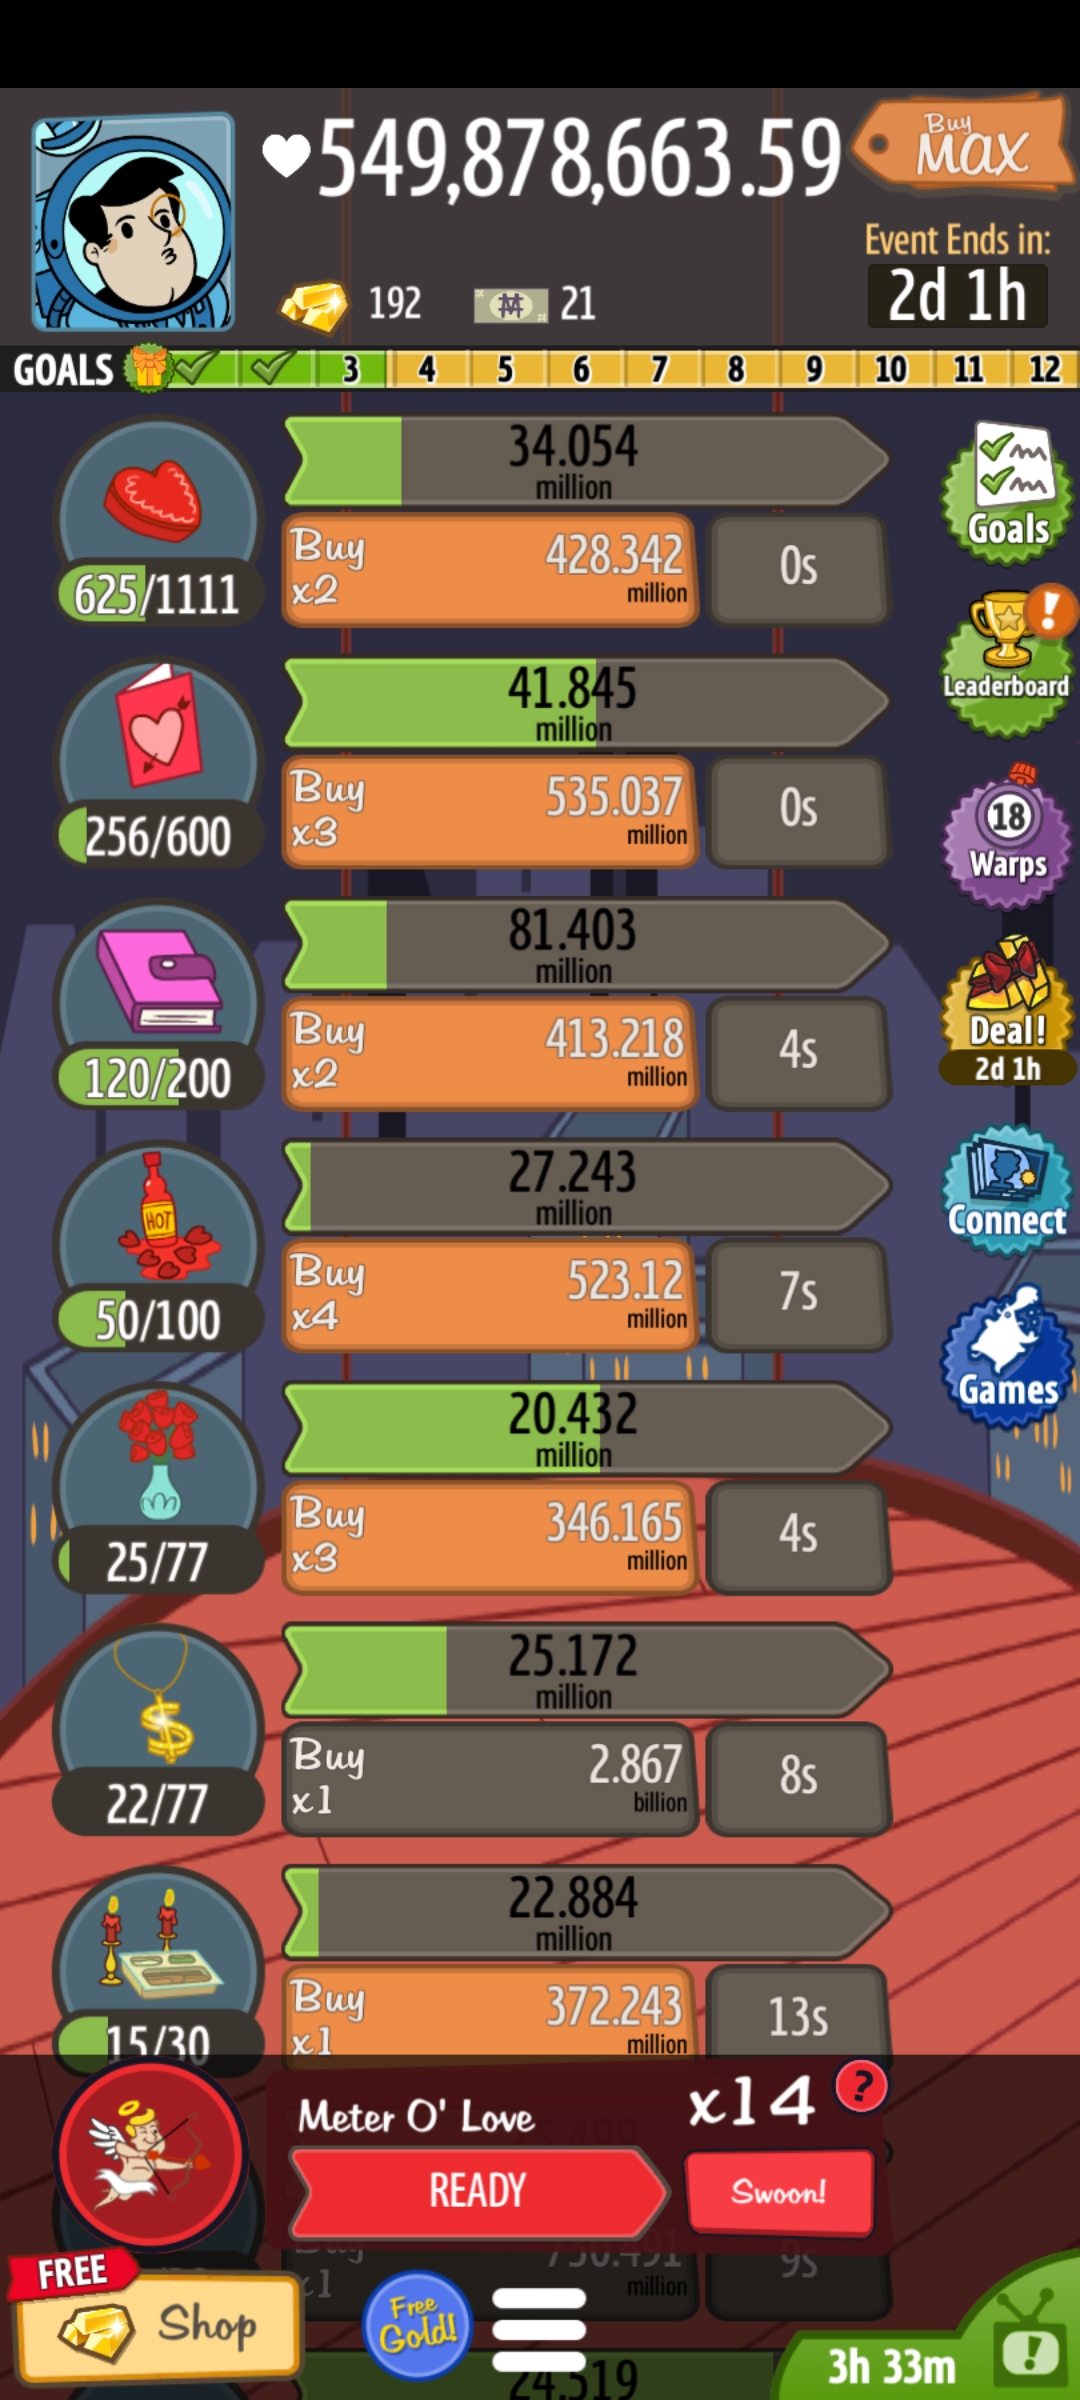 549,878,663.59
Buy
MAX
Event Ends in:
2d 1h
192
21
GOALS 3 4 5 6 7 8 9 10 11 12
34.054
million
Buy
x2
428.342
million
0s
625/1111
Goals
41.845
million
Buy
x3
535.037
million
0s
256/600
Leaderboard
!
18
Warps
81.403
million
Buy
x2
413.218
million
4s
120/200
Deal!
2d 1h
27.243
million
HOT
Buy
x4
523.12
million
7s
50/100
Connect
Games
20.432
million
Buy
x3
346.165
million
4s
25/77
25.172
million
$
Buy
x1
2.867
billion
8s
22/77
22.884
million
Buy
x1
372.243
million
13s
15/30
Meter O' Love
x14
?
READY
Swoon!
Buy
x1
730.491
million
9s
FREE
Shop
Free
Gold!
24.519
3h 33m
!